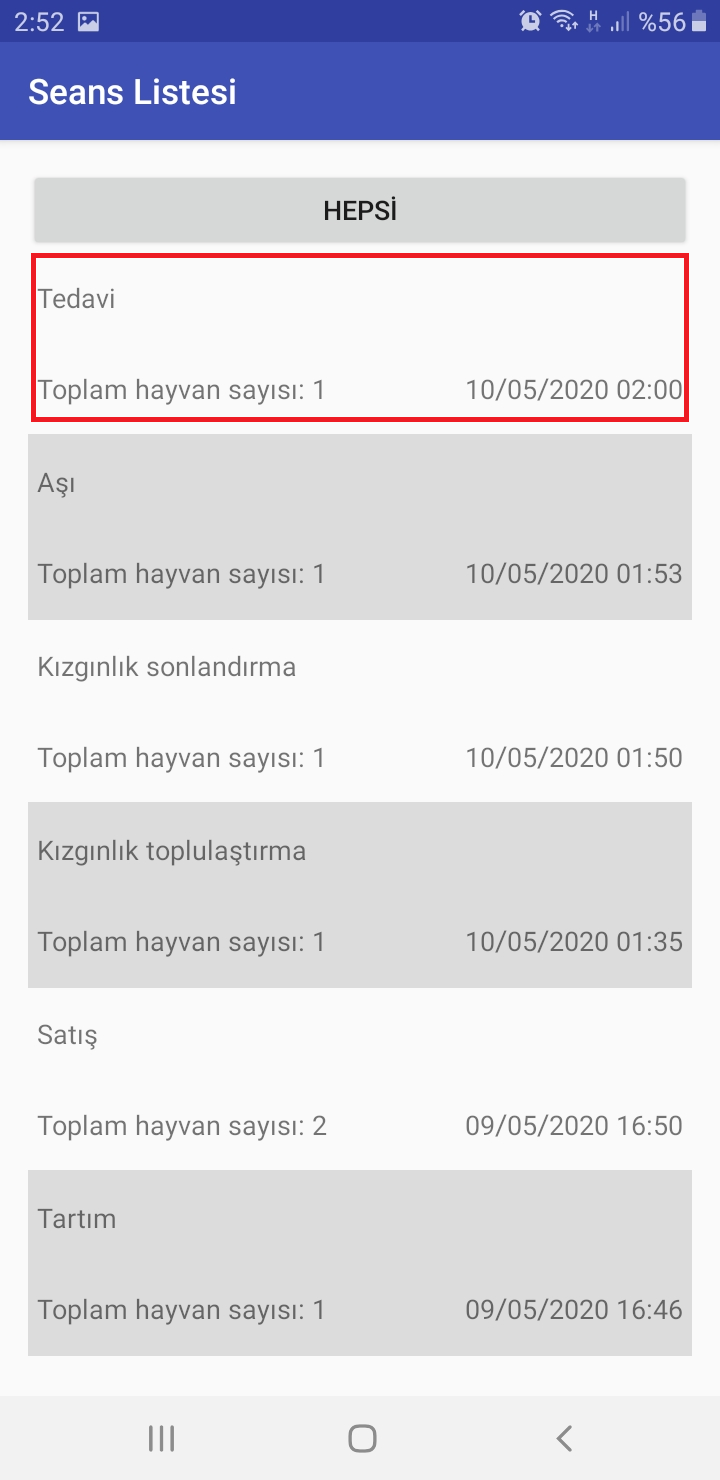 2:52
H
%56
Seans Listesi
HEPSİ
Tedavi
Toplam hayvan sayısı: 1 10/05/2020 02:00
Aşı
Toplam hayvan sayısı: 1 10/05/2020 01:53
Kızgınlık sonlandırma
Toplam hayvan sayısı: 1 10/05/2020 01:50
Kızgınlık toplulaştırma
Toplam hayvan sayısı: 1 10/05/2020 01:35
Satış
Toplam hayvan sayısı: 2 09/05/2020 16:50
Tartım
Toplam hayvan sayısı: 1 09/05/2020 16:46